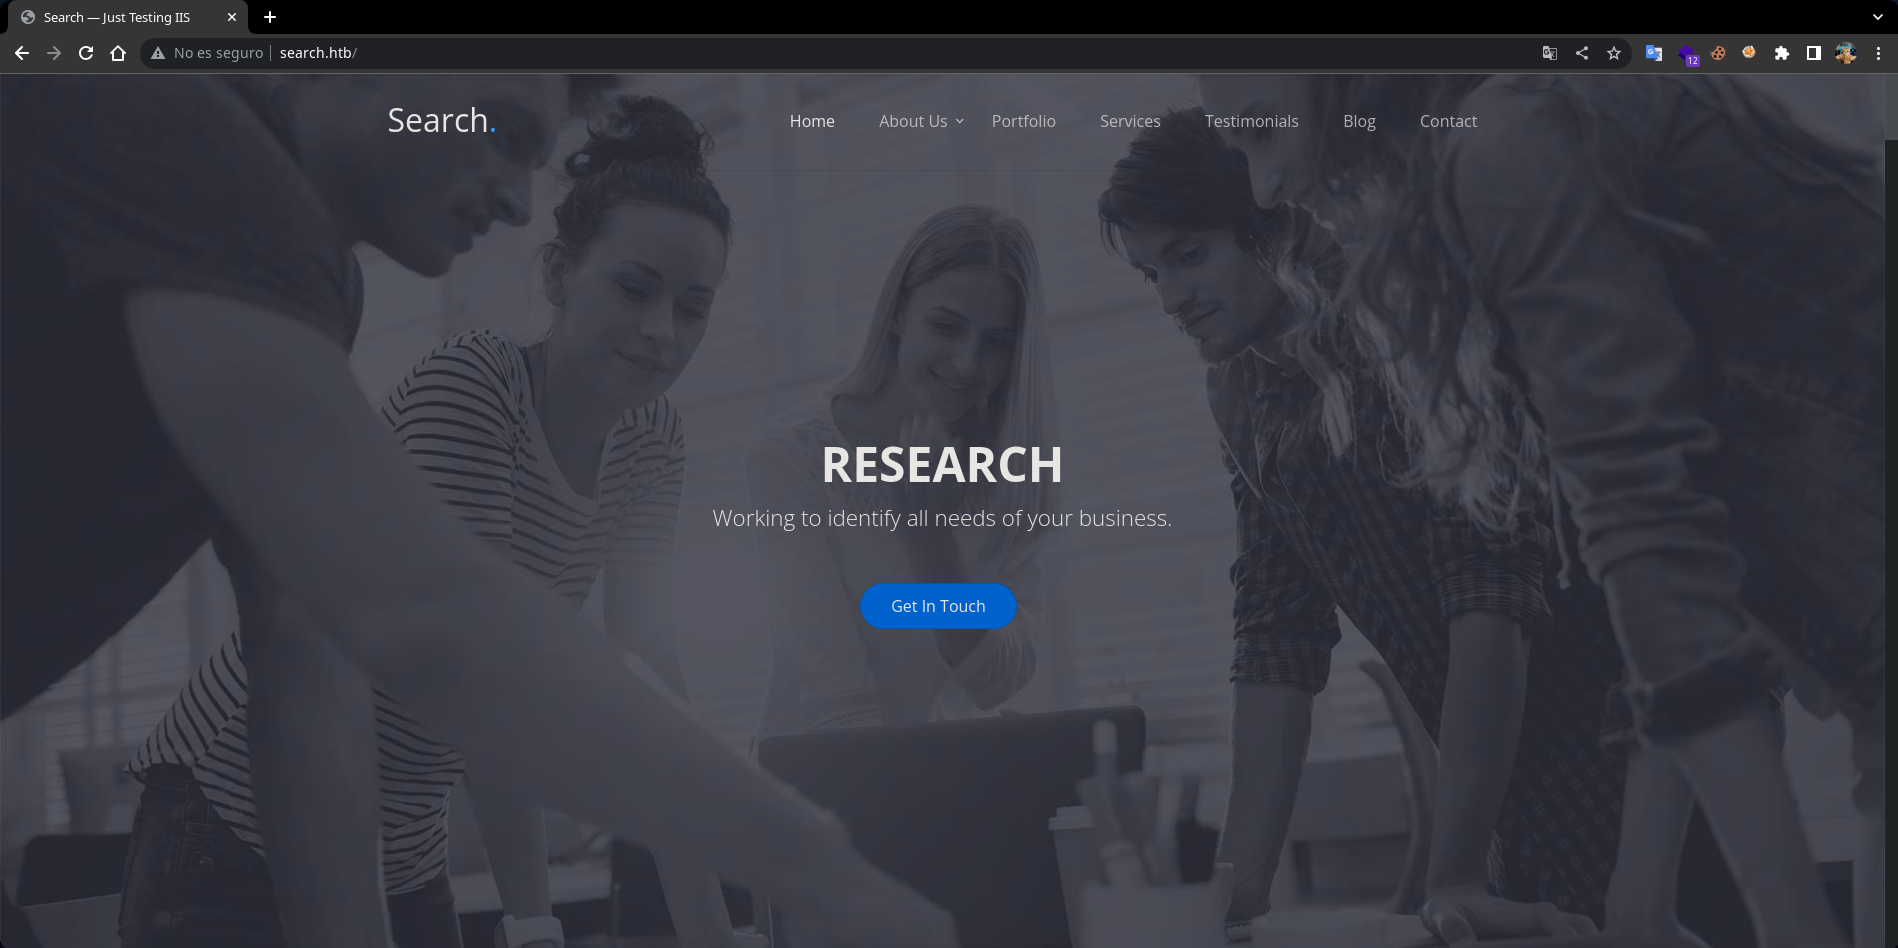 Search — Just Testing IIS
No es seguro search.htb/
12
Search.
Home About Us Portfolio Services Testimonials Blog Contact
RESEARCH
Working to identify all needs of your business.
Get In Touch